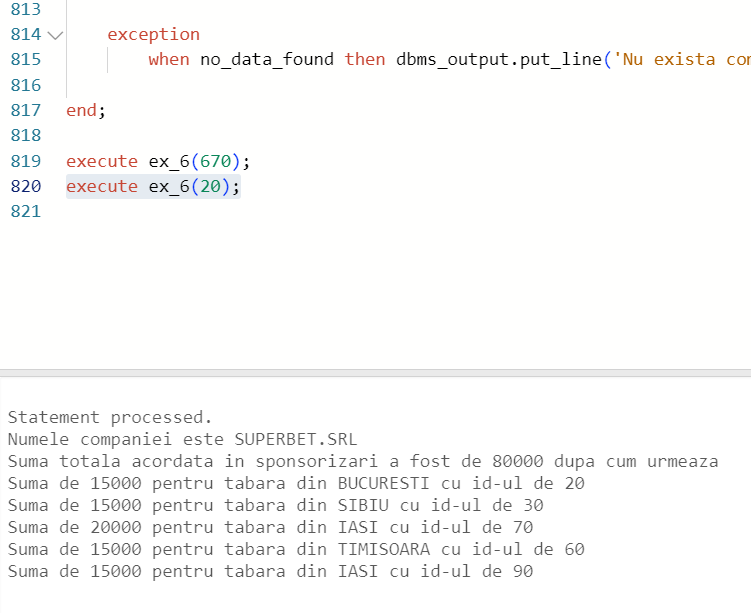 813
814 exception
815 when no_data_found then dbms_output.put_line('Nu exista
816
817 end;
818
819 execute ex_6(670);
820 execute ex_6(20);
821
Statement processed.
Numele companiei este SUPERBET.SRL
Suma totala acordata in sponsorizari a fost de 80000 dupa cum urmeaza
Suma de 15000 pentru tabara din BUCURESTI cu id-ul de 20
Suma de 15000 pentru tabara din SIBIU cu id-ul de 30
Suma de 20000 pentru tabara din IASI cu id-ul de 70
Suma de 15000 pentru tabara din TIMISOARA cu id-ul de 60
Suma de 15000 pentru tabara din IASI cu id-ul de 90